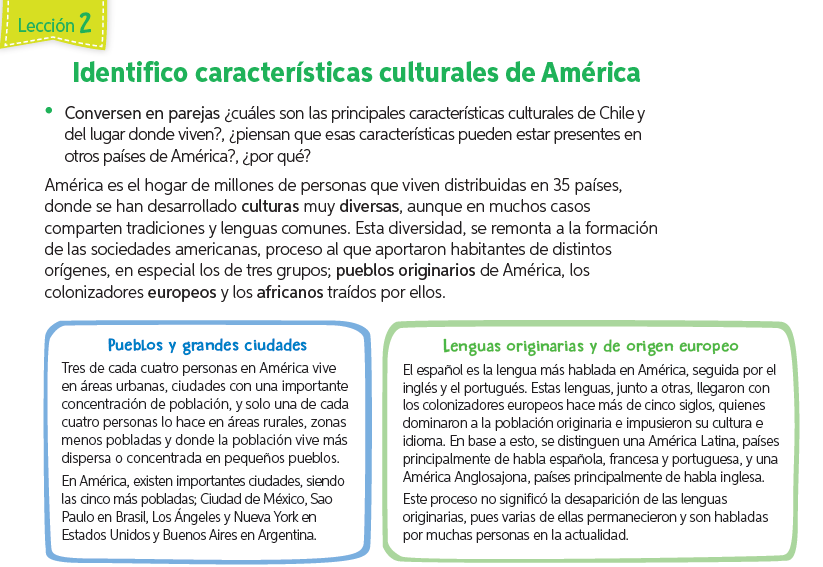 Lección 2
Identifico características culturales de América
• Conversen en parejas ¿cuáles son las principales características culturales de Chile y
del lugar donde viven?, ¿piensan que esas características pueden estar presentes en
otros países de América?, ¿por qué?
América es el hogar de millones de personas que viven distribuidas en 35 países,
donde se han desarrollado culturas muy diversas, aunque en muchos casos
comparten tradiciones y lenguas comunes. Esta diversidad, se remonta a la formación
de las sociedades americanas, proceso al que aportaron habitantes de distintos
orígenes, en especial los de tres grupos; pueblos originarios de América, los
colonizadores europeos y los africanos traídos por ellos.
Pueblos y grandes ciudades
Tres de cada cuatro personas en América vive
en áreas urbanas, ciudades con una importante
concentración de población, y solo una de cada
cuatro personas lo hace en áreas rurales, zonas
menos pobladas y donde la población vive más
dispersa o concentrada en pequeños pueblos.
En América, existen importantes ciudades, siendo
las cinco más pobladas; Ciudad de México, Sao
Paulo en Brasil, Los Ángeles y Nueva York en
Estados Unidos y Buenos Aires en Argentina.
Lenguas originarias y de origen europeo
El español es la lengua más hablada en América, seguida por el
inglés y el portugués. Estas lenguas, junto a otras, llegaron con
los colonizadores europeos hace más de cinco siglos, quienes
dominaron a la población originaria e impusieron su cultura e
idioma. En base a esto, se distinguen una América Latina, países
principalmente de habla española, francesa y portuguesa, y una
América Anglosajona, países principalmente de habla inglesa.
Este proceso no significó la desaparición de las lenguas
originarias, pues varias de ellas permanecieron y son habladas
por muchas personas en la actualidad.